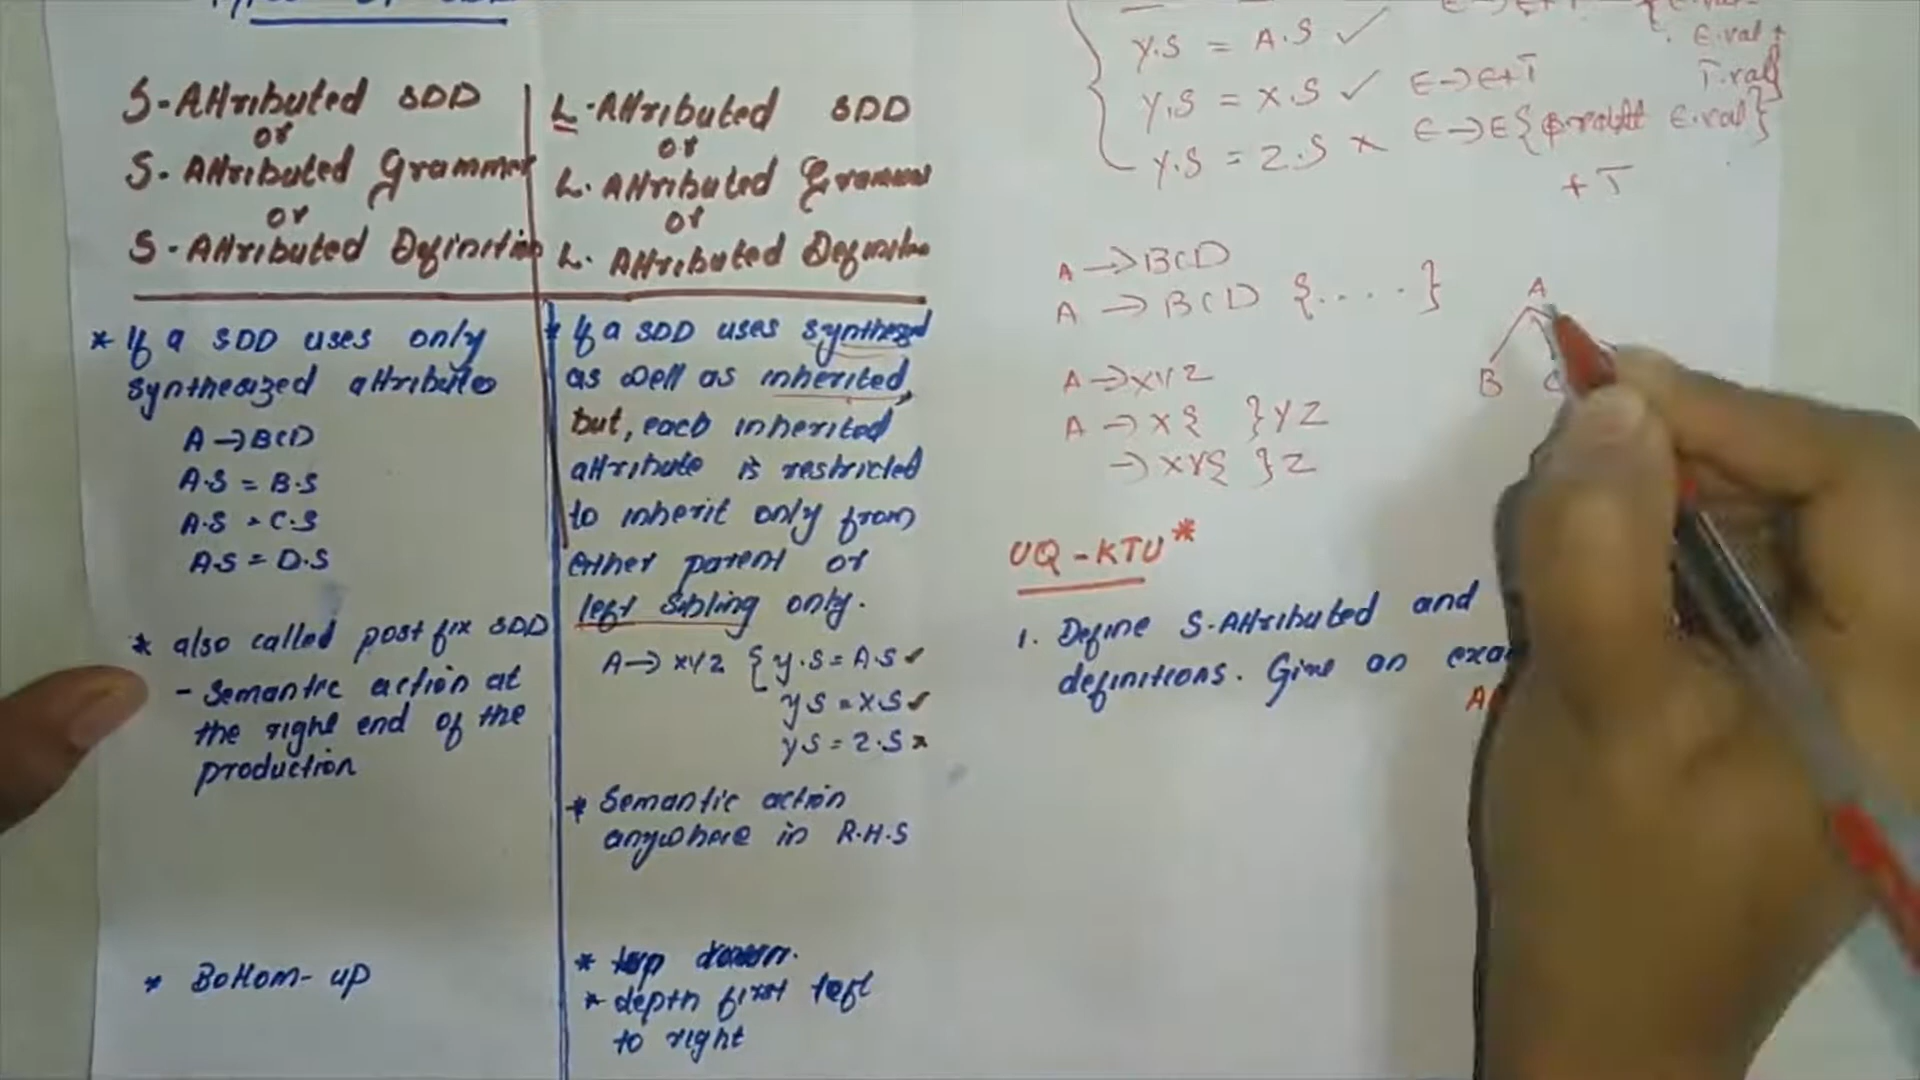 S-Attributed SDD
or
S. Attributed Grammer
or
S-Attributed Definition
* If a SDD uses only
synthesized attributes
A → BCD
A.S = B.S
A.S = C.S
A.S = D.S
* also called post fix SDD
- Semantic action at
the right end of the
production
* Bottom-up
L-Attributed SDD
or
L. Attributed
or
L. Attributed
* If a SDD uses synthesized
as well as inherited,
but, each inherited
attribute is restricted
to inherit only from
either parent or
left sibling only.
A → XYZ { Y.S = A.S ✓
Y.S = X.S ✓
Y.S = Z.S x
* Semantic action
anywhere in R.H.S
* top down.
* depth first left
to right
Y.S = A.S ✓
E.val +
Y.S = X.S ✓ E → E+T T.val}
Y.S = Z.S x E → E{ E.val}
+ T
A → BCD
A → BCD {.....}
A
B C
A → XYZ
A → X{ }YZ
→ XY{ }Z
UQ - KTU *
1. Define S-Attributed and
definitions. Give an